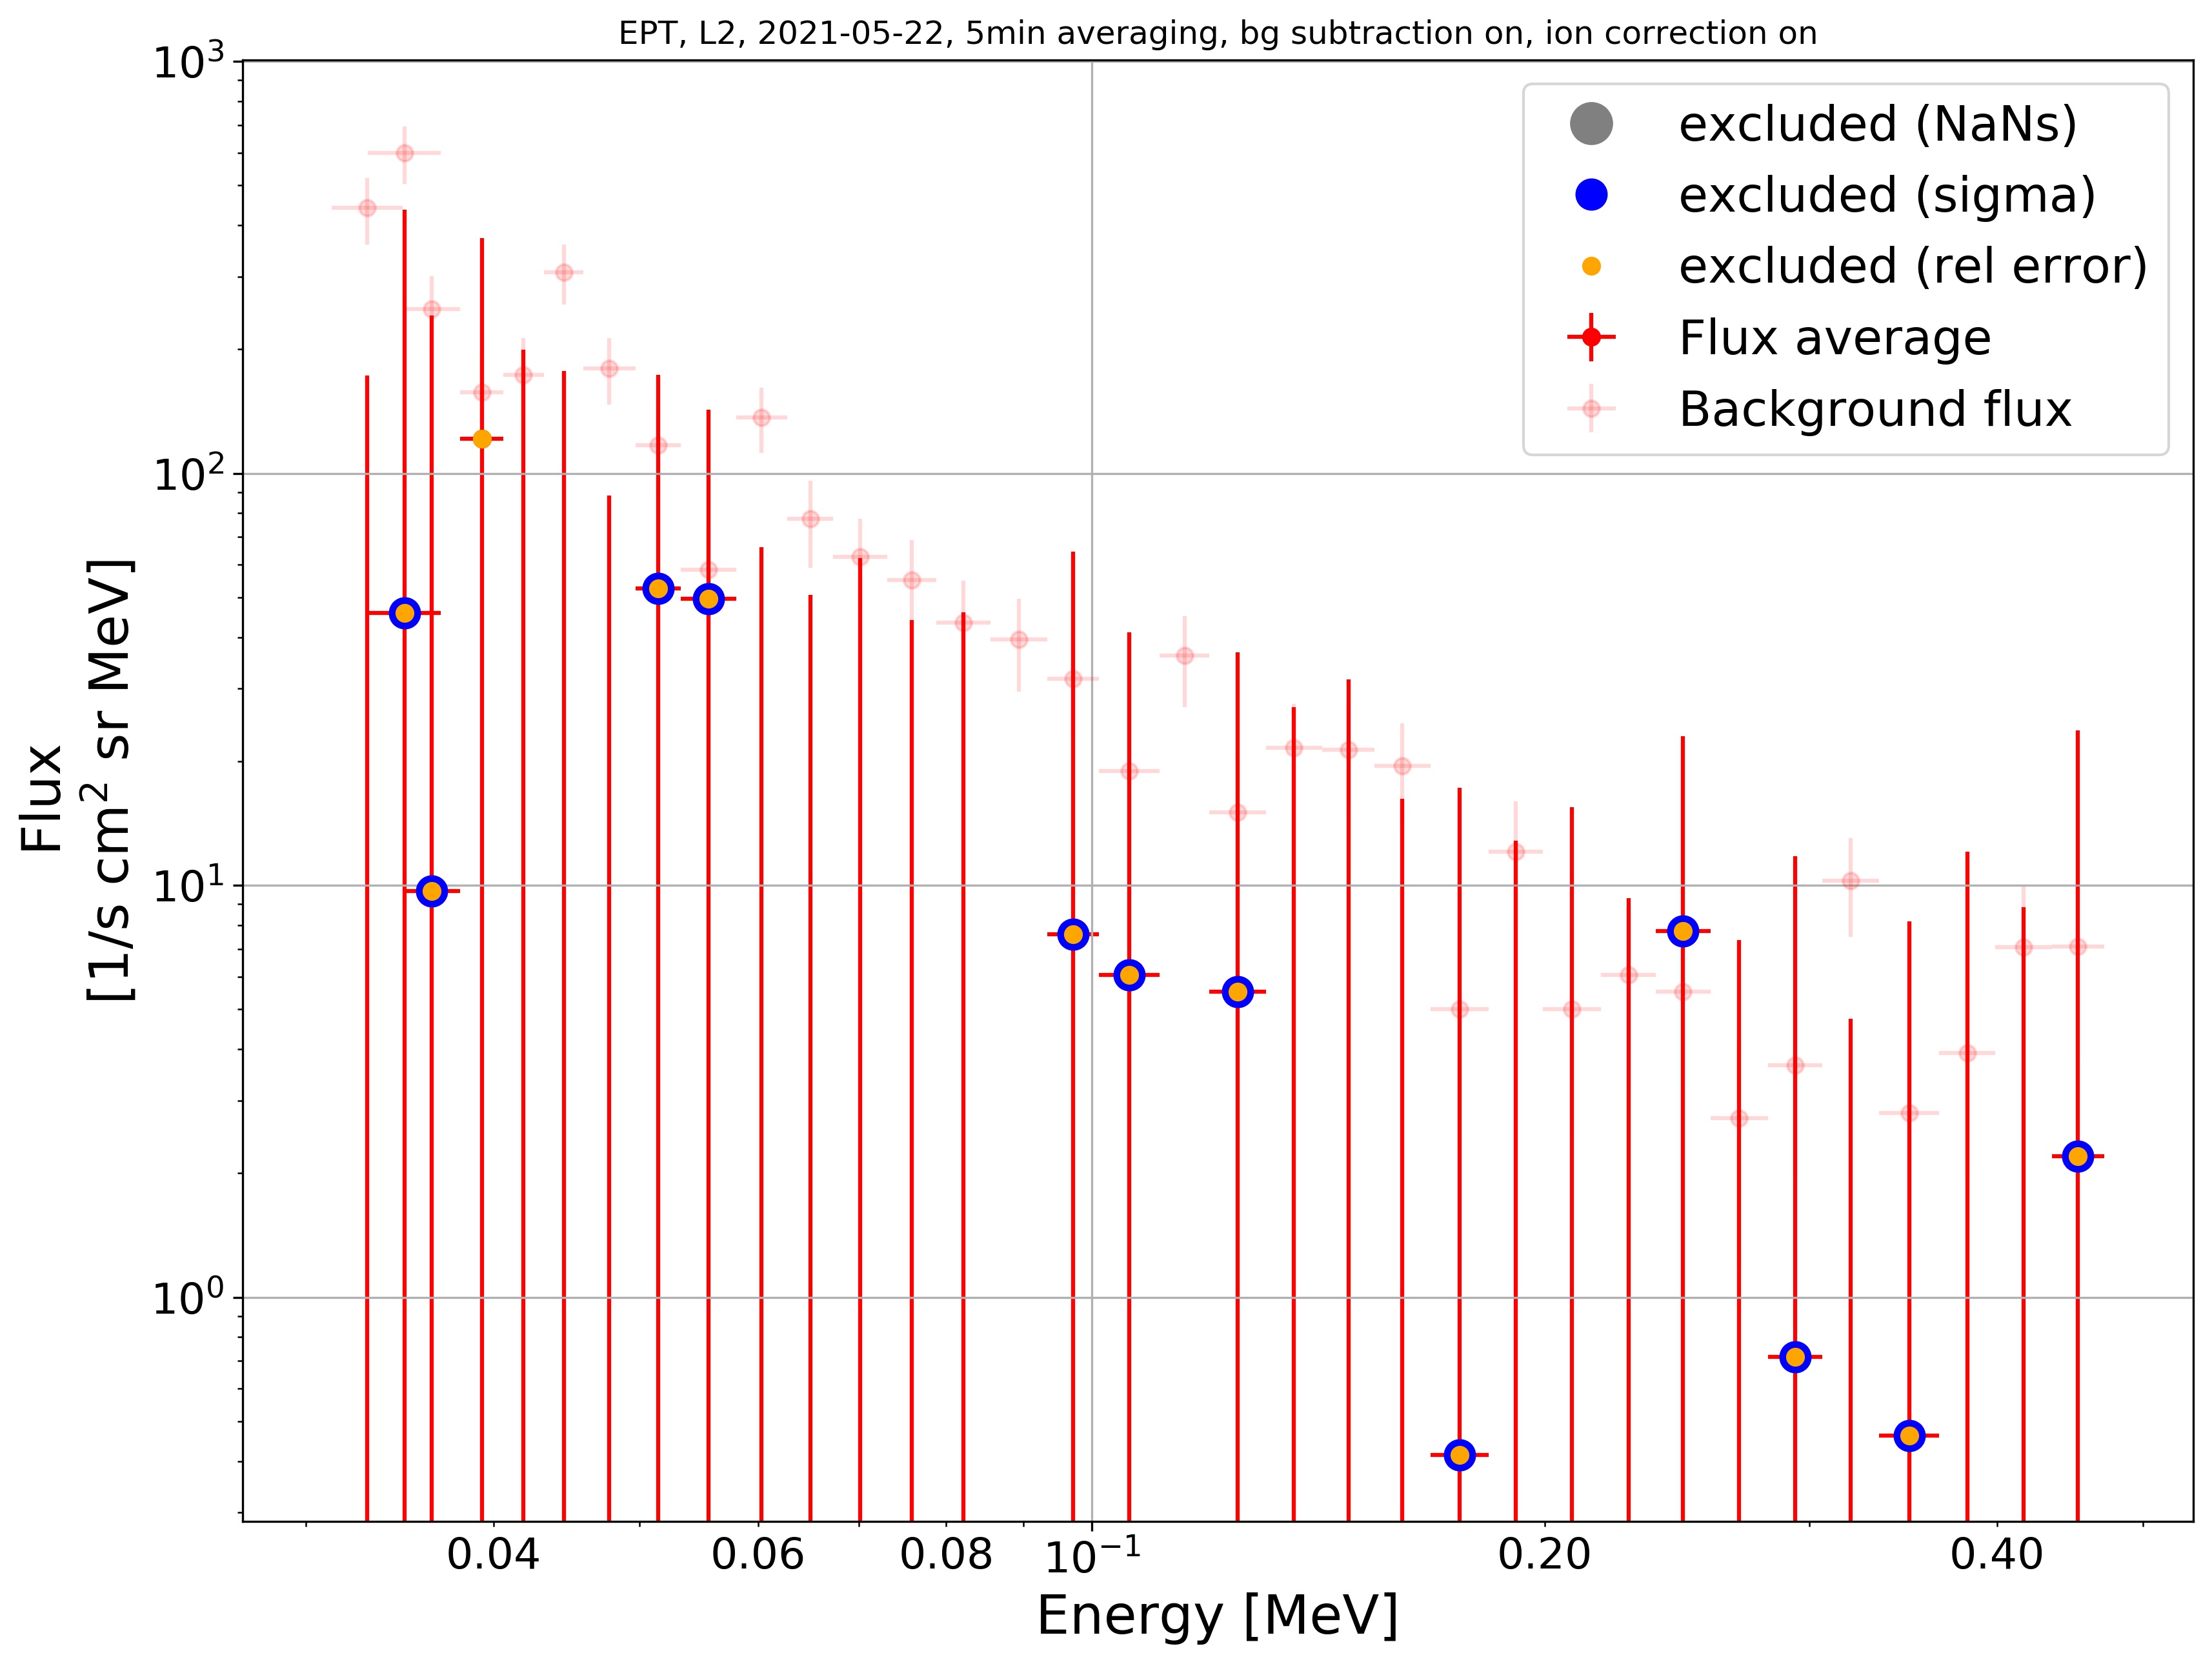 EPT, L2, 2021-05-22, 5min averaging, bg subtraction on, ion correction on
excluded (NaNs)
excluded (sigma)
excluded (rel error)
Flux average
Background flux
10³
10²
10¹
10⁰
Flux
[1/s cm² sr MeV]
0.04 0.06 0.08 10⁻¹ 0.20 0.40
Energy [MeV]